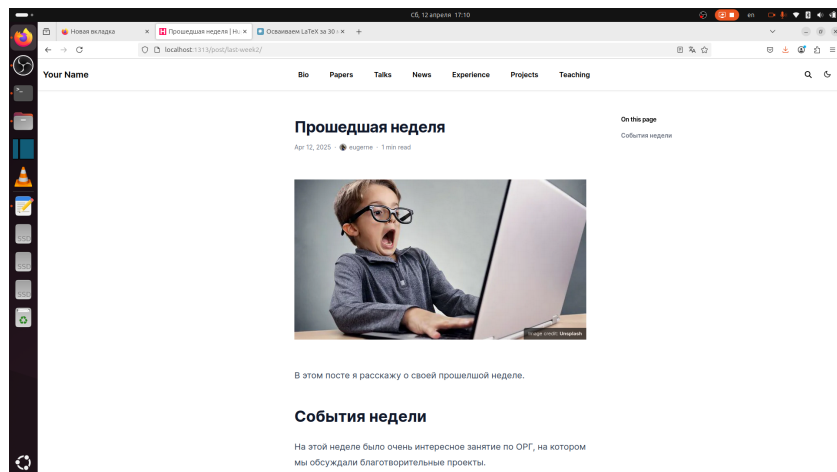 Сб, 12 апреля 17:10
en
Новая вкладка
Прошедшая неделя | Hu
Осваиваем LaTeX за 30
localhost:1313/post/last-week2/
Your Name
Bio Papers Talks News Experience Projects Teaching
Прошедшая неделя
On this page
События недели
Apr 12, 2025 · eugerne · 1 min read
Image credit: Unsplash
В этом посте я расскажу о своей прошелшой неделе.
События недели
На этой неделе было очень интересное занятие по ОРГ, на котором
мы обсуждали благотворительные проекты.